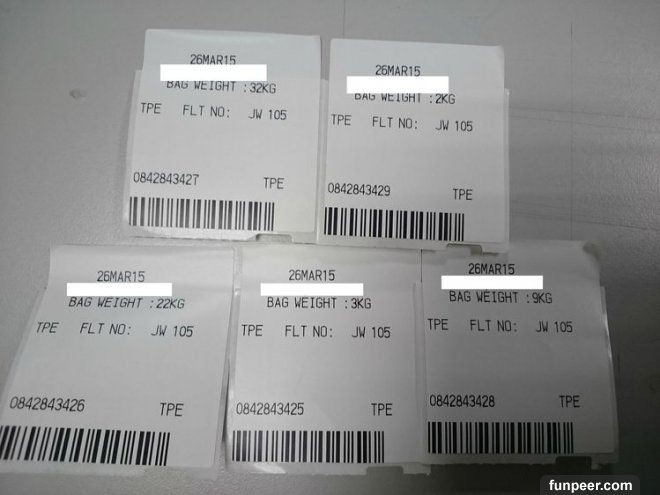 26MAR15
BAG WEIGHT :32KG
TPE FLT NO: JW 105
0842843427 TPE
26MAR15
BAG WEIGHT :2KG
TPE FLT NO: JW 105
0842843429 TPE
26MAR15
BAG WEIGHT :22KG
TPE FLT NO: JW 105
0842843426 TPE
26MAR15
BAG WEIGHT :3KG
TPE FLT NO: JW 105
0842843425 TPE
26MAR15
BAG WEIGHT :9KG
TPE FLT NO: JW 105
0842843428 TPE
funpeer.com